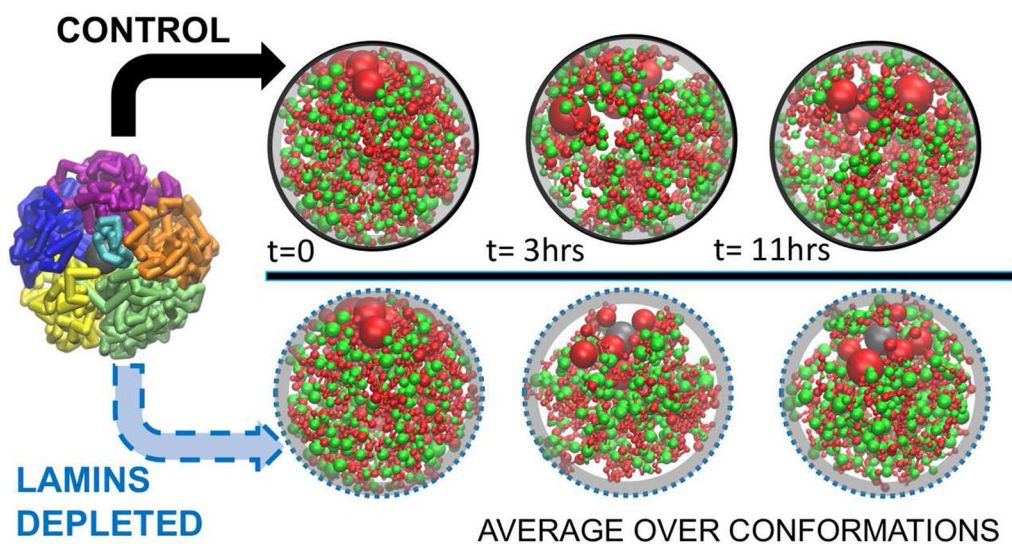 CONTROL
t=0
t= 3hrs
t= 11hrs
LAMINS
DEPLETED
AVERAGE OVER CONFORMATIONS